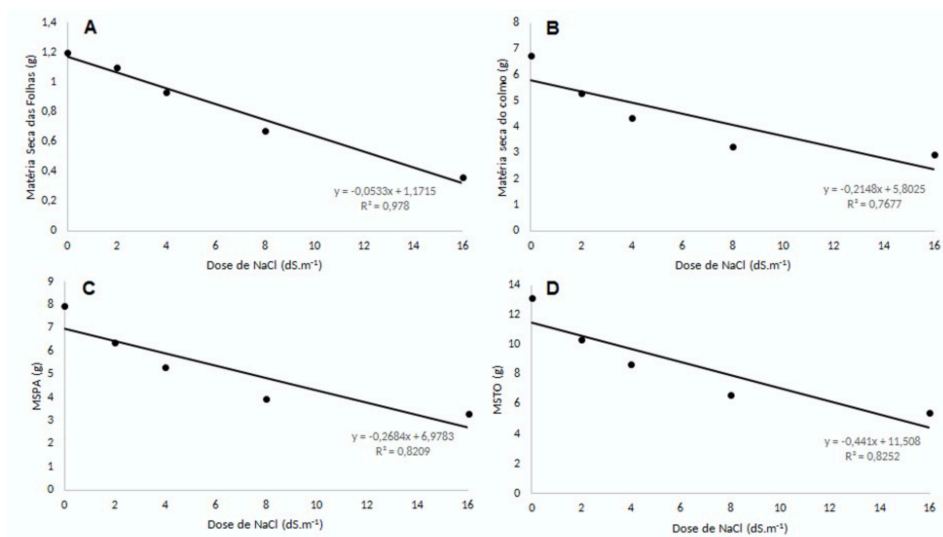 A
Matéria Seca das Folhas (g)
1,4
1,2
1
0,8
0,6
0,4
0,2
0
y = -0,0533x + 1,1715
R² = 0,978
0 2 4 6 8 10 12 14 16
Dose de NaCl (dS.m⁻¹)
B
Matéria seca do colmo (g)
8
7
6
5
4
3
2
1
0
y = -0,2148x + 5,8025
R² = 0,7677
0 2 4 6 8 10 12 14 16
Dose de NaCl (dS.m⁻¹)
C
MSPA (g)
9
8
7
6
5
4
3
2
1
0
y = -0,2684x + 6,9783
R² = 0,8209
0 2 4 6 8 10 12 14 16
Dose de NaCl (dS.m⁻¹)
D
MSTO (g)
14
12
10
8
6
4
2
0
y = -0,441x + 11,508
R² = 0,8252
0 2 4 6 8 10 12 14 16
Dose de NaCl (dS.m⁻¹)